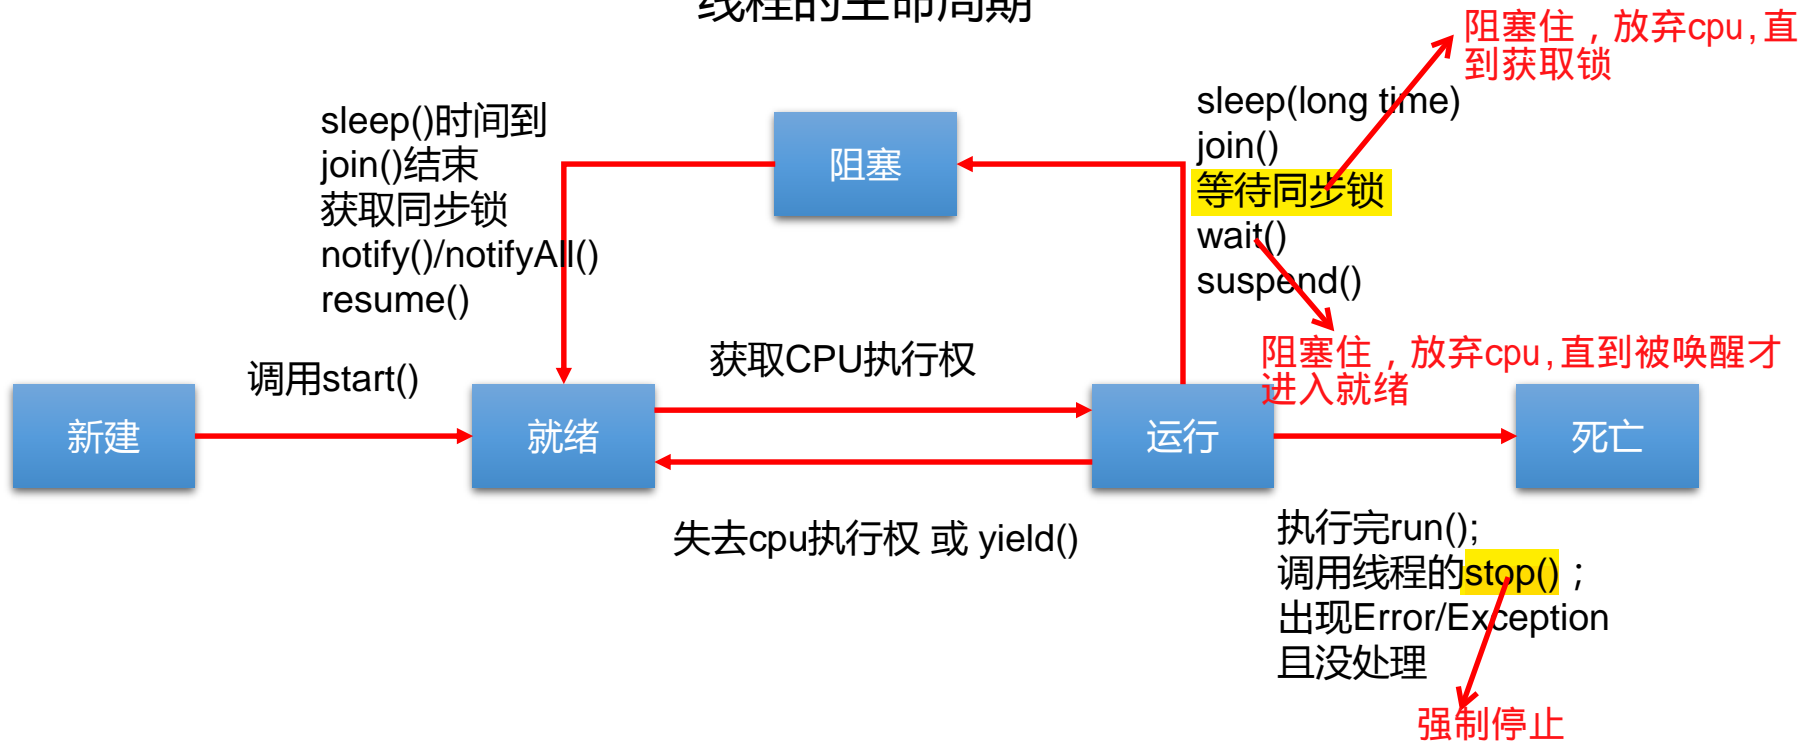 线程的生命周期
阻塞住，放弃cpu,直
到获取锁
sleep(long time)
join()
等待同步锁
wait()
suspend()
sleep()时间到
join()结束
获取同步锁
notify()/notifyAll()
resume()
阻塞
阻塞住，放弃cpu,直到被唤醒才
进入就绪
获取CPU执行权
调用start()
新建
就绪
运行
死亡
失去cpu执行权 或 yield()
执行完run();
调用线程的stop()；
出现Error/Exception
且没处理
强制停止